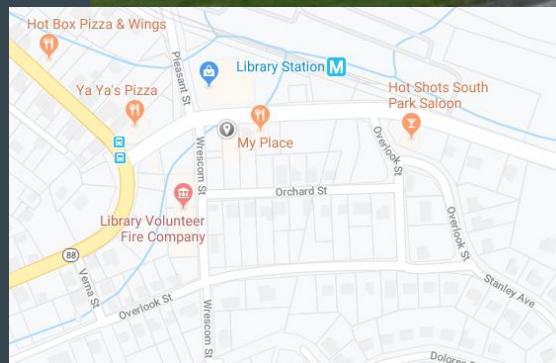 Hot Box Pizza & Wings
Pleasant St
Library Station M
Ya Ya's Pizza
Hot Shots South
Park Saloon
My Place
Overlook St
Wrescom St
Orchard St
Library Volunteer
Fire Company
Overlook St
88
Verna St
Overlook St
Stanley Ave
Wrescom St